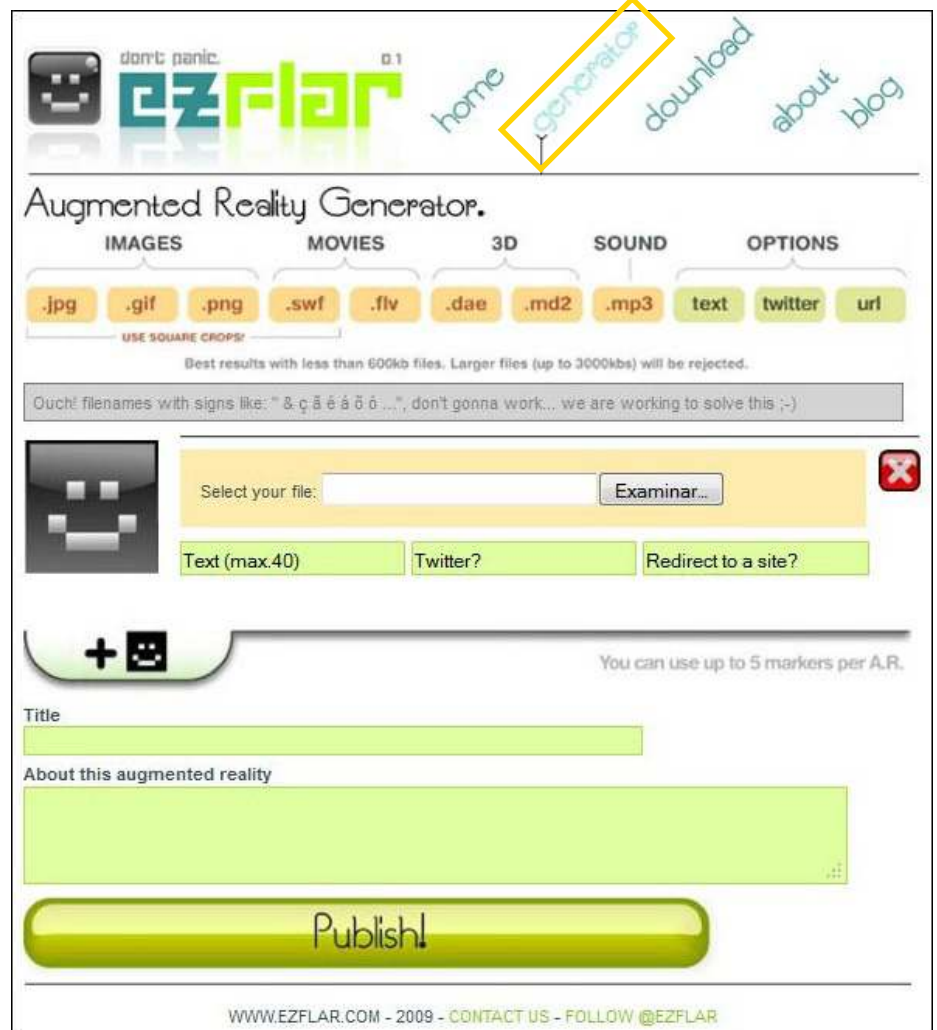 don't panic. 0.1
ezflar
home generator download about blog
Augmented Reality Generator.
IMAGES MOVIES 3D SOUND OPTIONS
.jpg .gif .png .swf .flv .dae .md2 .mp3 text twitter url
USE SQUARE CROPS!
Best results with less than 600kb files. Larger files (up to 3000kbs) will be rejected.
Ouch! filenames with signs like: " & ç ã é á õ ó ...", don't gonna work... we are working to solve this ;-)
Select your file: Examinar...
Text (max.40) Twitter? Redirect to a site?
You can use up to 5 markers per A.R.
Title
About this augmented reality
Publish!
WWW.EZFLAR.COM - 2009 - CONTACT US - FOLLOW @EZFLAR